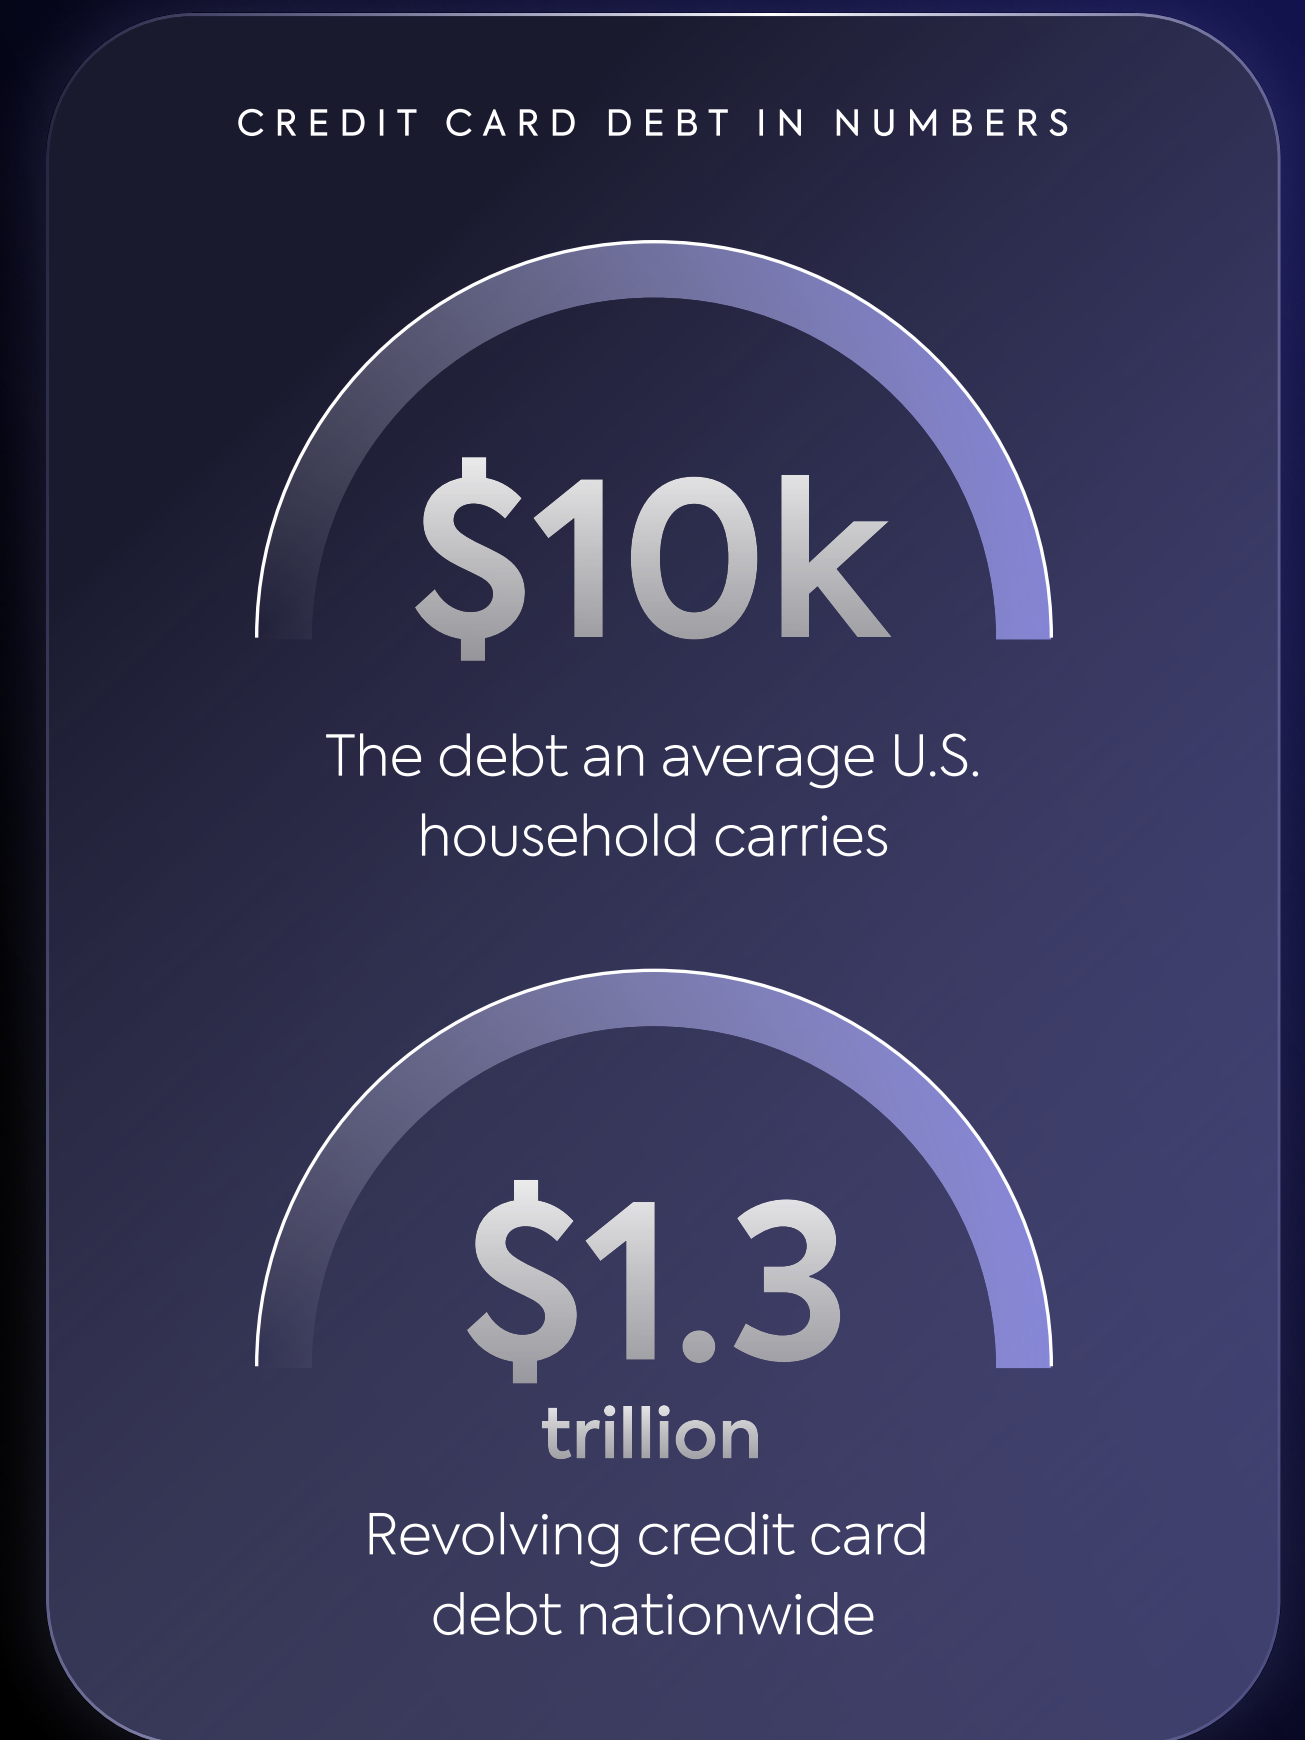 CREDIT CARD DEBT IN NUMBERS
$10k
The debt an average U.S.
household carries
$1.3
trillion
Revolving credit card
debt nationwide